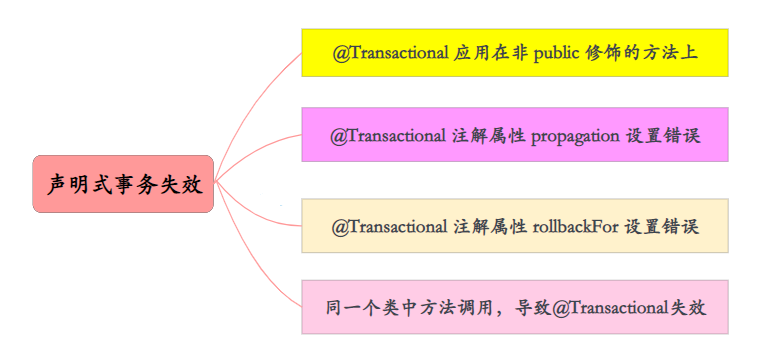 @Transactional 应用在非 public 修饰的方法上
@Transactional 注解属性 propagation 设置错误
声明式事务失效
@Transactional 注解属性 rollbackFor 设置错误
同一个类中方法调用，导致@Transactional失效